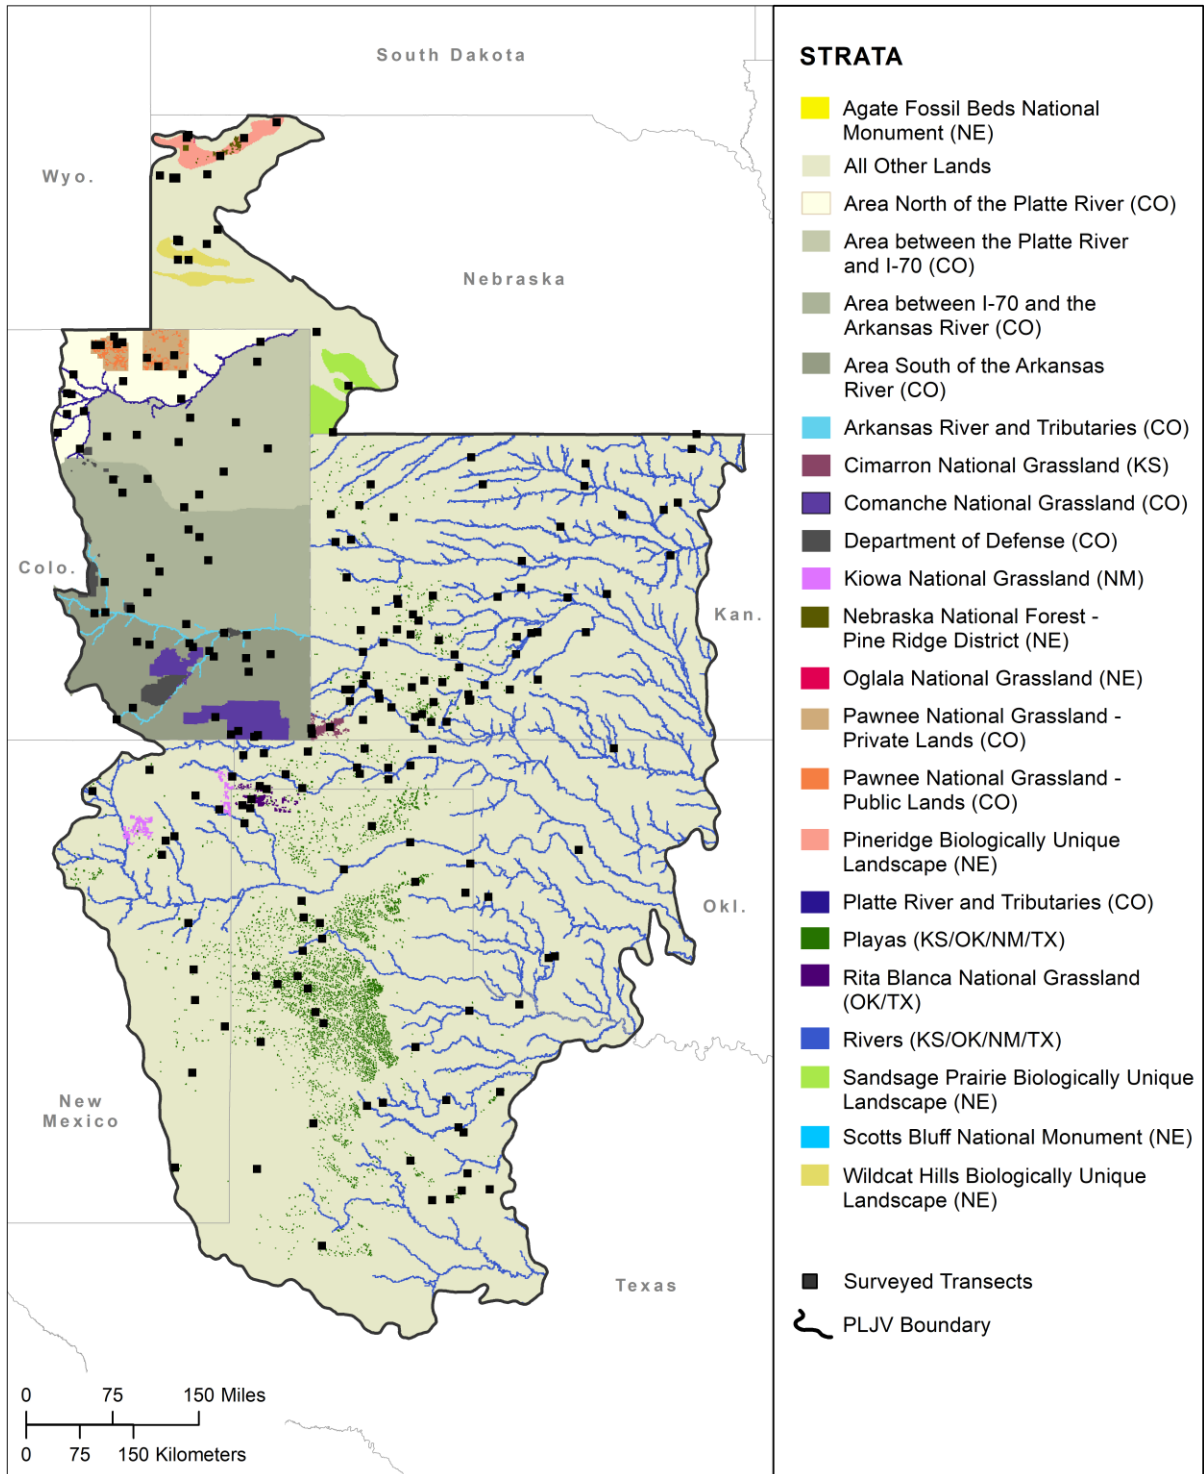 South Dakota
Wyo.
Nebraska
Colo.
Kan.
Okl.
New
Mexico
Texas
0 75 150 Miles
0 75 150 Kilometers
STRATA
Agate Fossil Beds National
Monument (NE)
All Other Lands
Area North of the Platte River (CO)
Area between the Platte River
and I-70 (CO)
Area between I-70 and the
Arkansas River (CO)
Area South of the Arkansas
River (CO)
Arkansas River and Tributaries (CO)
Cimarron National Grassland (KS)
Comanche National Grassland (CO)
Department of Defense (CO)
Kiowa National Grassland (NM)
Nebraska National Forest -
Pine Ridge District (NE)
Oglala National Grassland (NE)
Pawnee National Grassland -
Private Lands (CO)
Pawnee National Grassland -
Public Lands (CO)
Pineridge Biologically Unique
Landscape (NE)
Platte River and Tributaries (CO)
Playas (KS/OK/NM/TX)
Rita Blanca National Grassland
(OK/TX)
Rivers (KS/OK/NM/TX)
Sandsage Prairie Biologically Unique
Landscape (NE)
Scotts Bluff National Monument (NE)
Wildcat Hills Biologically Unique
Landscape (NE)
Surveyed Transects
PLJV Boundary